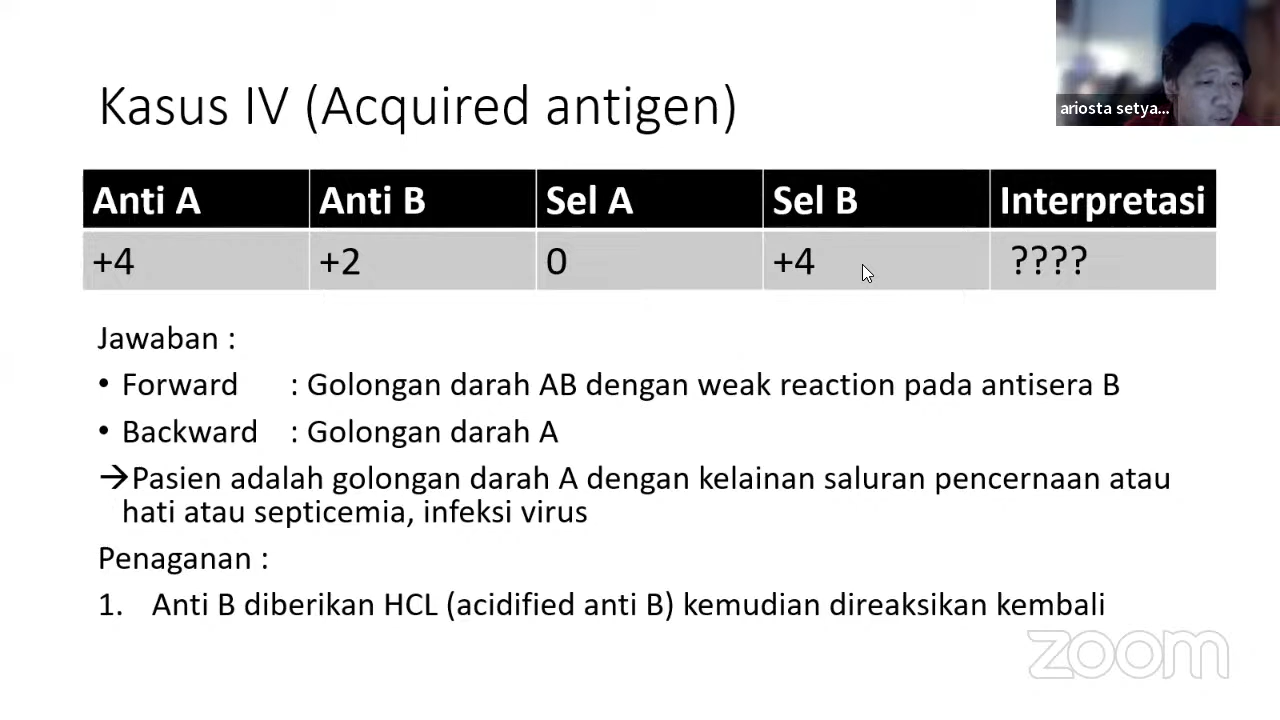 Kasus IV (Acquired antigen)
ariosta setya...
Anti A Anti B Sel A Sel B Interpretasi
+4 +2 0 +4 ????
Jawaban :
• Forward : Golongan darah AB dengan weak reaction pada antisera B
• Backward : Golongan darah A
→Pasien adalah golongan darah A dengan kelainan saluran pencernaan atau
hati atau septicemia, infeksi virus
Penaganan :
1. Anti B diberikan HCL (acidified anti B) kemudian direaksikan kembali
zoom